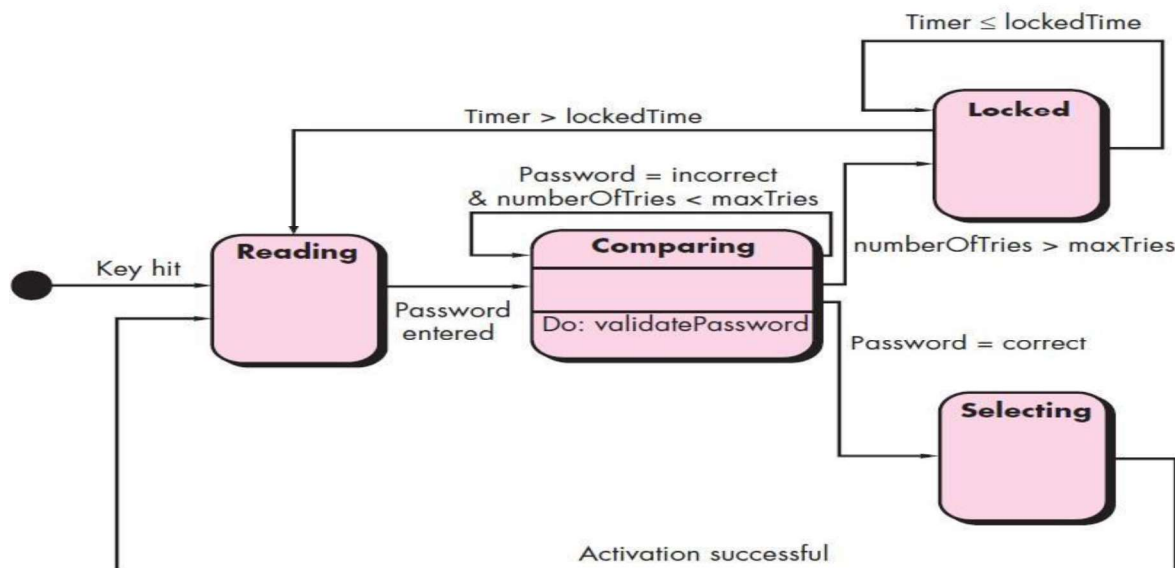 Timer ≤ lockedTime
Locked
Timer > lockedTime
Password = incorrect
& numberOfTries < maxTries
Reading
Comparing
numberOfTries > maxTries
Key hit
Password
entered
Do: validatePassword
Password = correct
Selecting
Activation successful